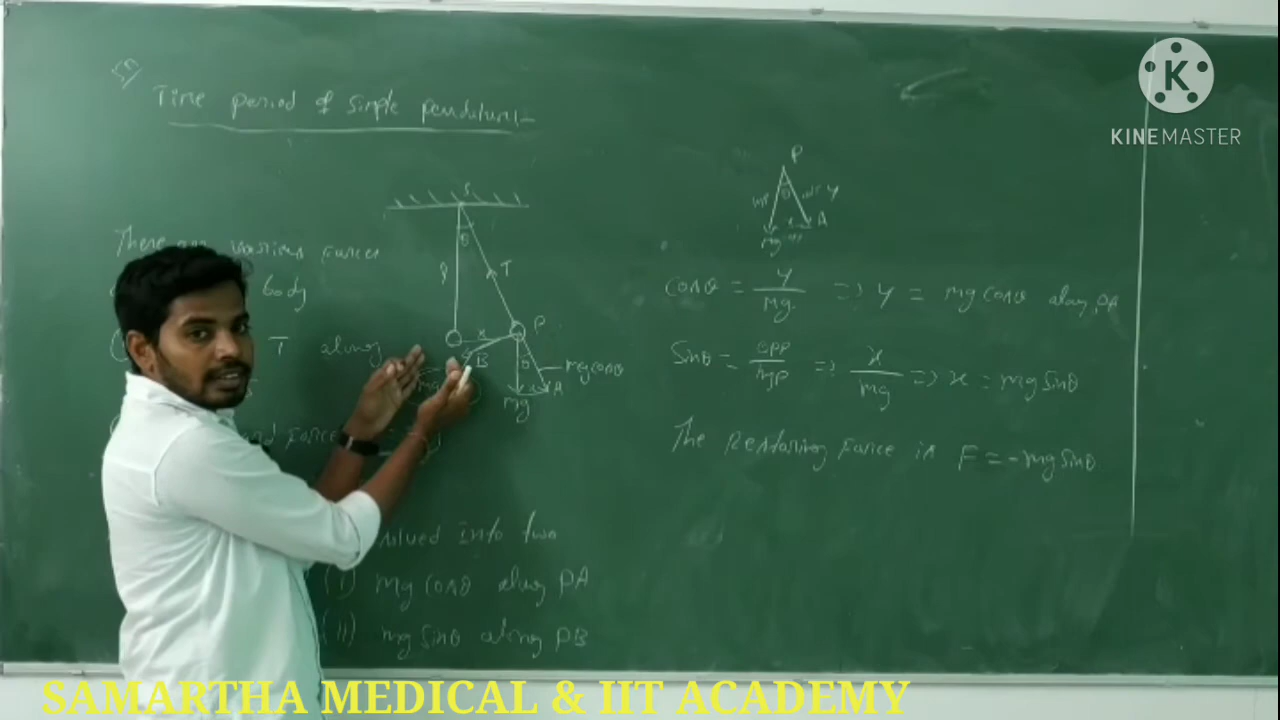 Time period of simple pendulum:-
There are various forces
body
T along
mg cosθ
mg
solved into two
(I) mg cosθ along PA
(II) mg sinθ along PB
S
θ
l
T
x
P
B
θ
A
P
θ
y
A
mg
cosθ = y/mg => y = mg cosθ along PA
sinθ = opp/hyp => x/mg => x = mg sinθ
The Restoring Force is F = -mg sinθ
K
KINEMASTER
SAMARTHA MEDICAL & IIT ACADEMY